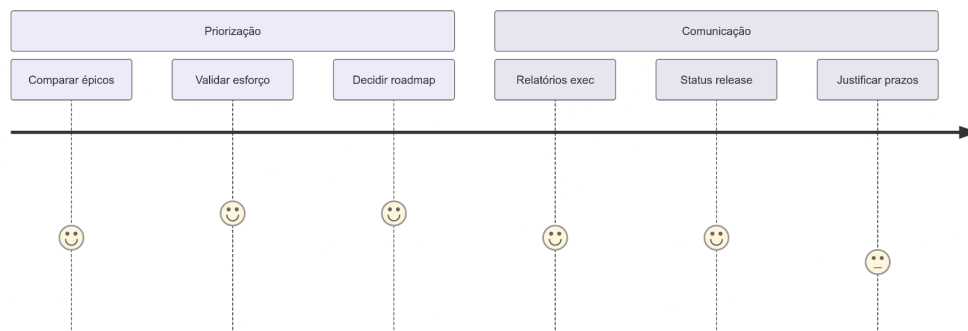 Priorização
Comunicação
Comparar épicos
Validar esforço
Decidir roadmap
Relatórios exec
Status release
Justificar prazos